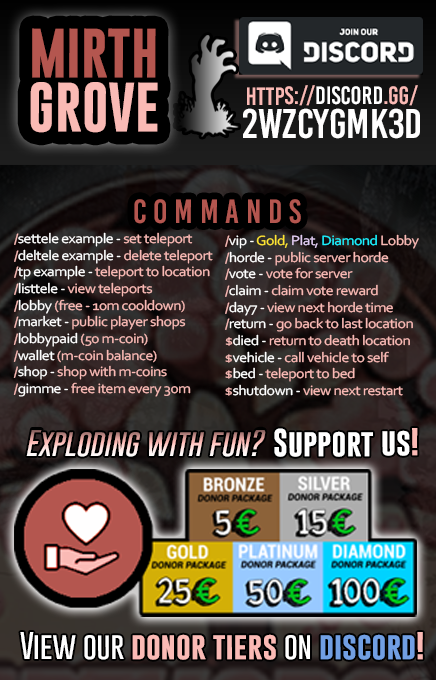 MIRTH
GROVE
JOIN OUR
DISCORD
HTTPS://DISCORD.GG/
2WZCYGMK3D
COMMANDS
/settele example - set teleport
/deltele example - delete teleport
/tp example - teleport to location
/listtele - view teleports
/lobby (free - 10m cooldown)
/market - public player shops
/lobbypaid (50 m-coin)
/wallet (m-coin balance)
/shop - shop with m-coins
/gimme - free item every 30m
/vip - Gold, Plat, Diamond Lobby
/horde - public server horde
/vote - vote for server
/claim - claim vote reward
/day7 - view next horde time
/return - go back to last location
$died - return to death location
$vehicle - call vehicle to self
$bed - teleport to bed
$shutdown - view next restart
EXPLODING WITH FUN? SUPPORT US!
BRONZE
DONOR PACKAGE
5€
SILVER
DONOR PACKAGE
15€
GOLD
DONOR PACKAGE
25€
PLATINUM
DONOR PACKAGE
50€
DIAMOND
DONOR PACKAGE
100€
VIEW OUR DONOR TIERS ON DISCORD!